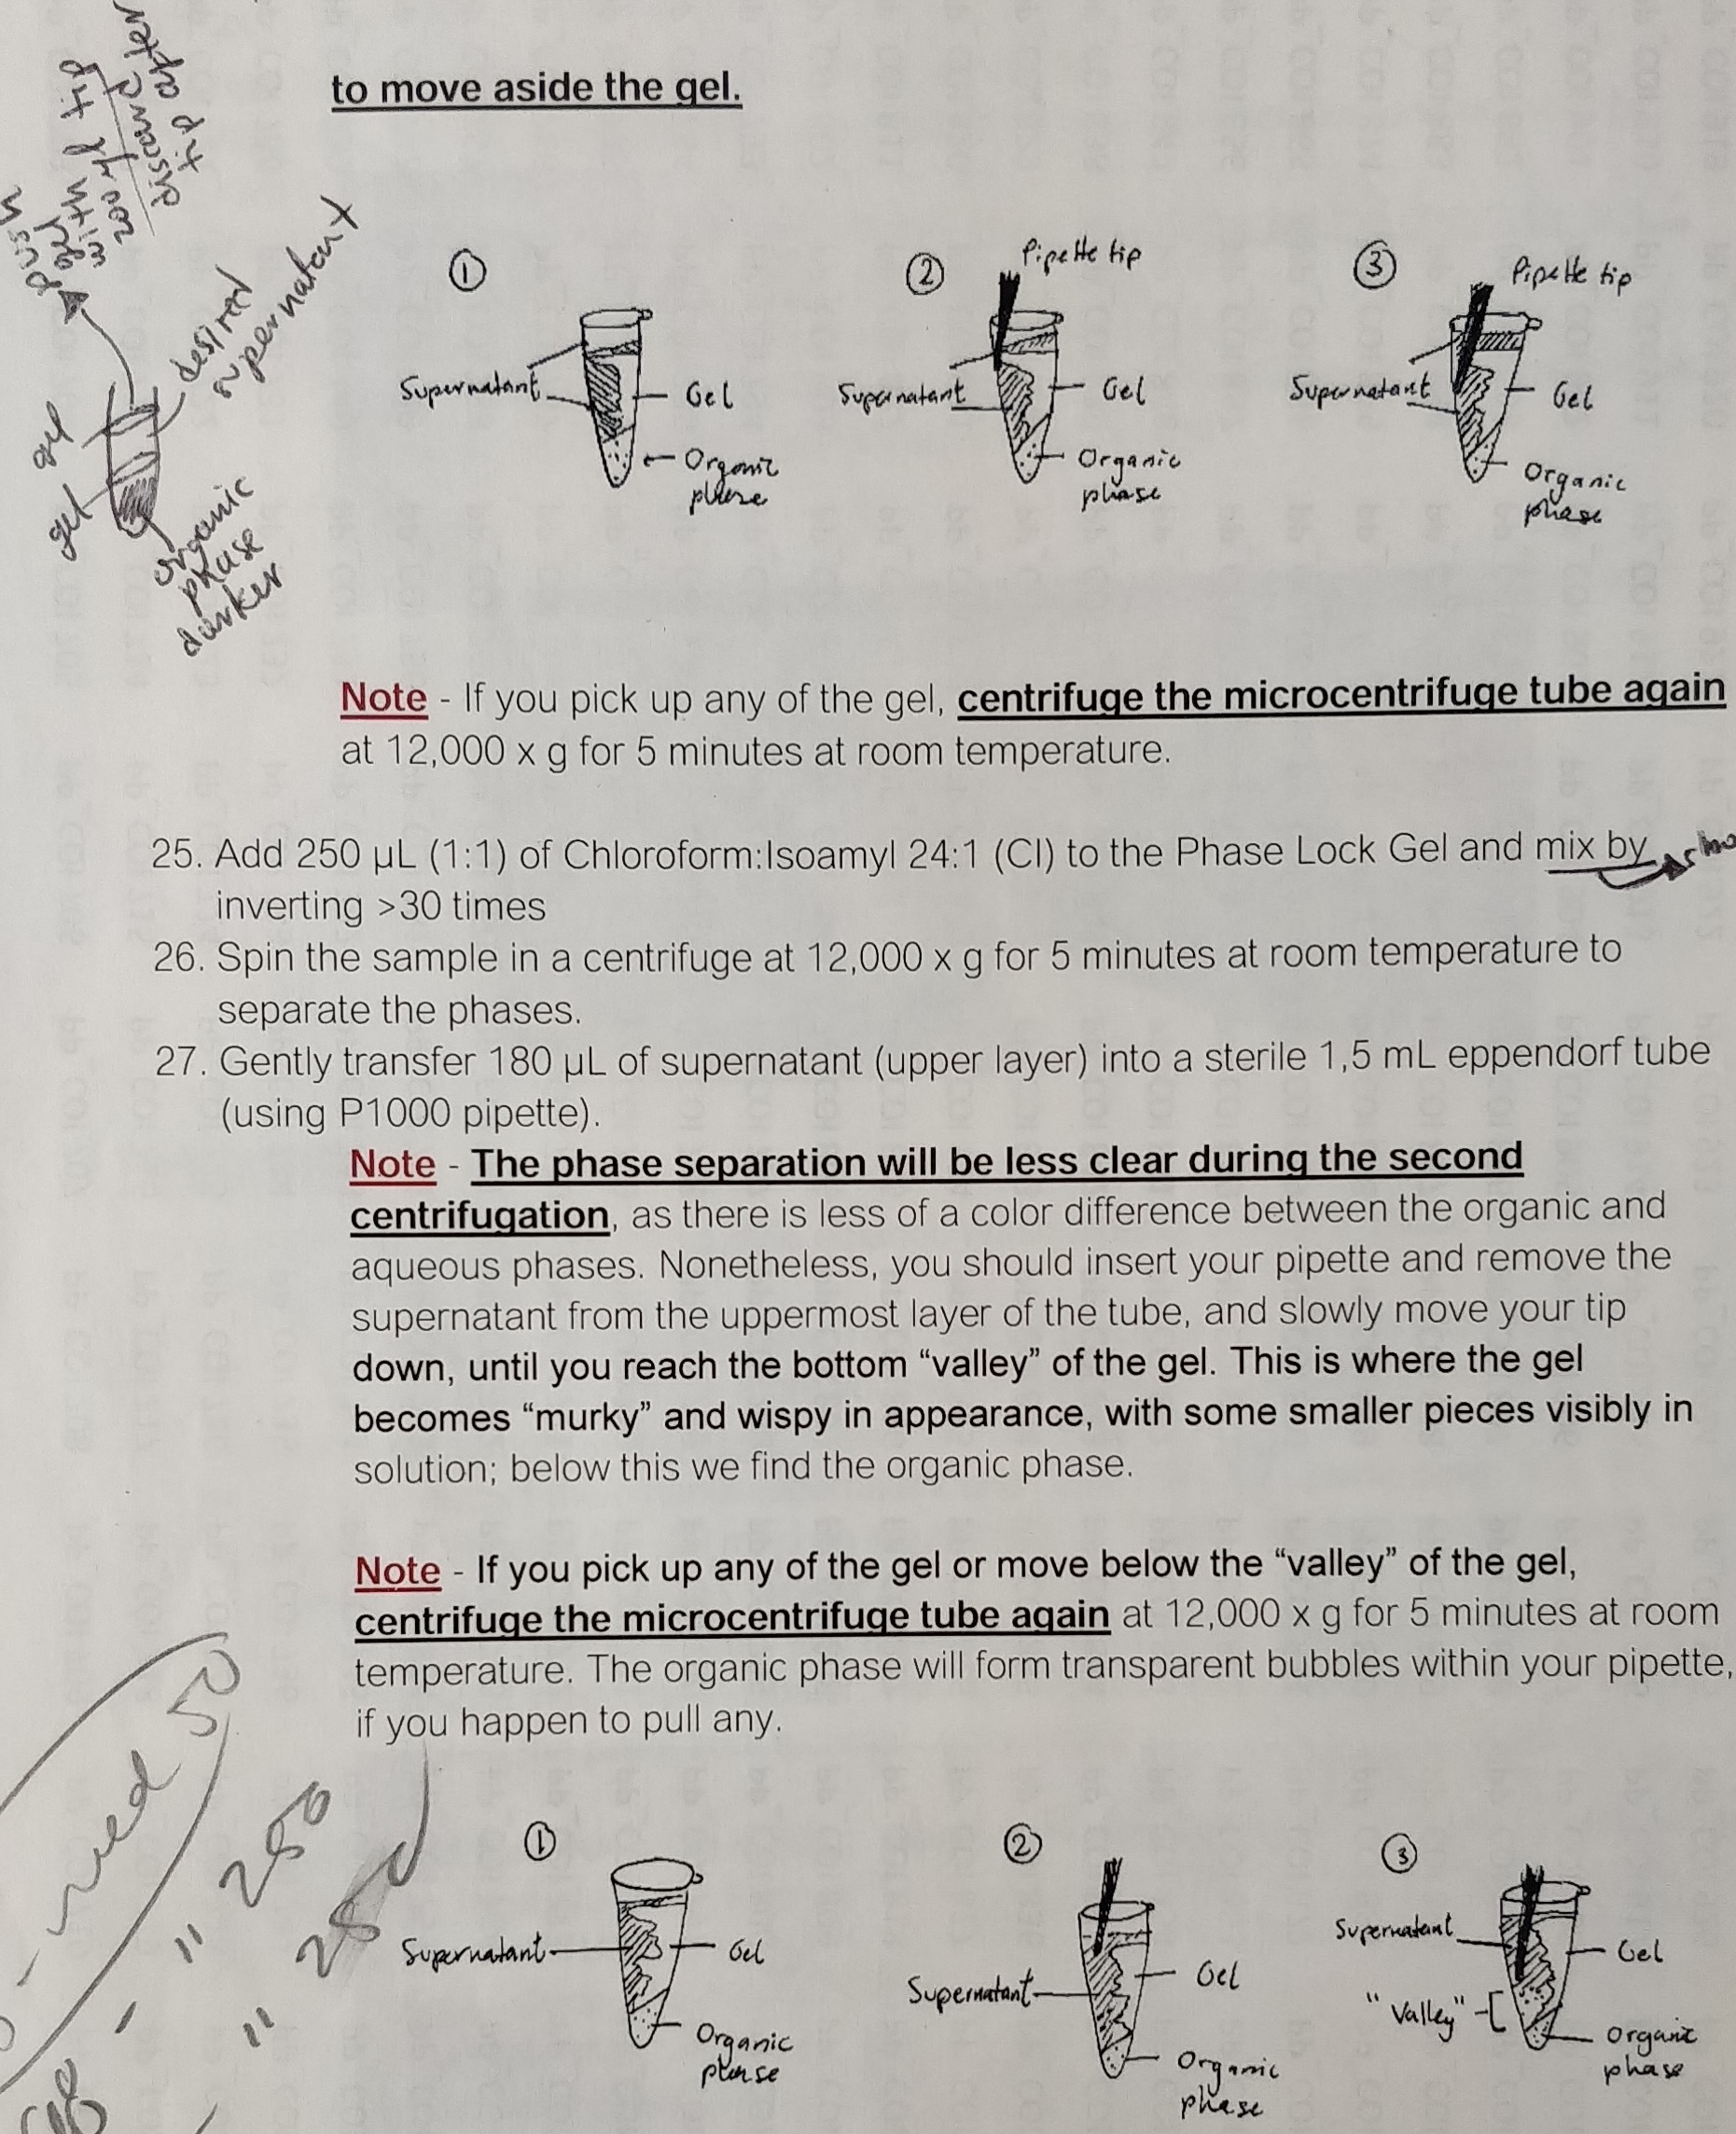 to move aside the gel.
push
gel
with
200 µl tip
discard
tip after
desired
supernatant
gel
gel
organic
phase
darker
①
Supernatant
Gel
Organic
phase
②
Pipette tip
Supernatant
Gel
Organic
phase
③
Pipette tip
Supernatant
Gel
Organic
phase
Note - If you pick up any of the gel, centrifuge the microcentrifuge tube again
at 12,000 x g for 5 minutes at room temperature.
25. Add 250 µL (1:1) of Chloroform:Isoamyl 24:1 (CI) to the Phase Lock Gel and mix by
inverting >30 times
26. Spin the sample in a centrifuge at 12,000 x g for 5 minutes at room temperature to
separate the phases.
27. Gently transfer 180 µL of supernatant (upper layer) into a sterile 1,5 mL eppendorf tube
(using P1000 pipette).
Note - The phase separation will be less clear during the second
centrifugation, as there is less of a color difference between the organic and
aqueous phases. Nonetheless, you should insert your pipette and remove the
supernatant from the uppermost layer of the tube, and slowly move your tip
down, until you reach the bottom “valley” of the gel. This is where the gel
becomes “murky” and wispy in appearance, with some smaller pieces visibly in
solution; below this we find the organic phase.
Note - If you pick up any of the gel or move below the “valley” of the gel,
centrifuge the microcentrifuge tube again at 12,000 x g for 5 minutes at room
temperature. The organic phase will form transparent bubbles within your pipette,
if you happen to pull any.
- need 50
- " 250
" 250
①
Supernatant
Gel
Organic
phase
②
Supernatant
Gel
Organic
phase
③
Supernatant
Gel
"Valley"
Organic
phase